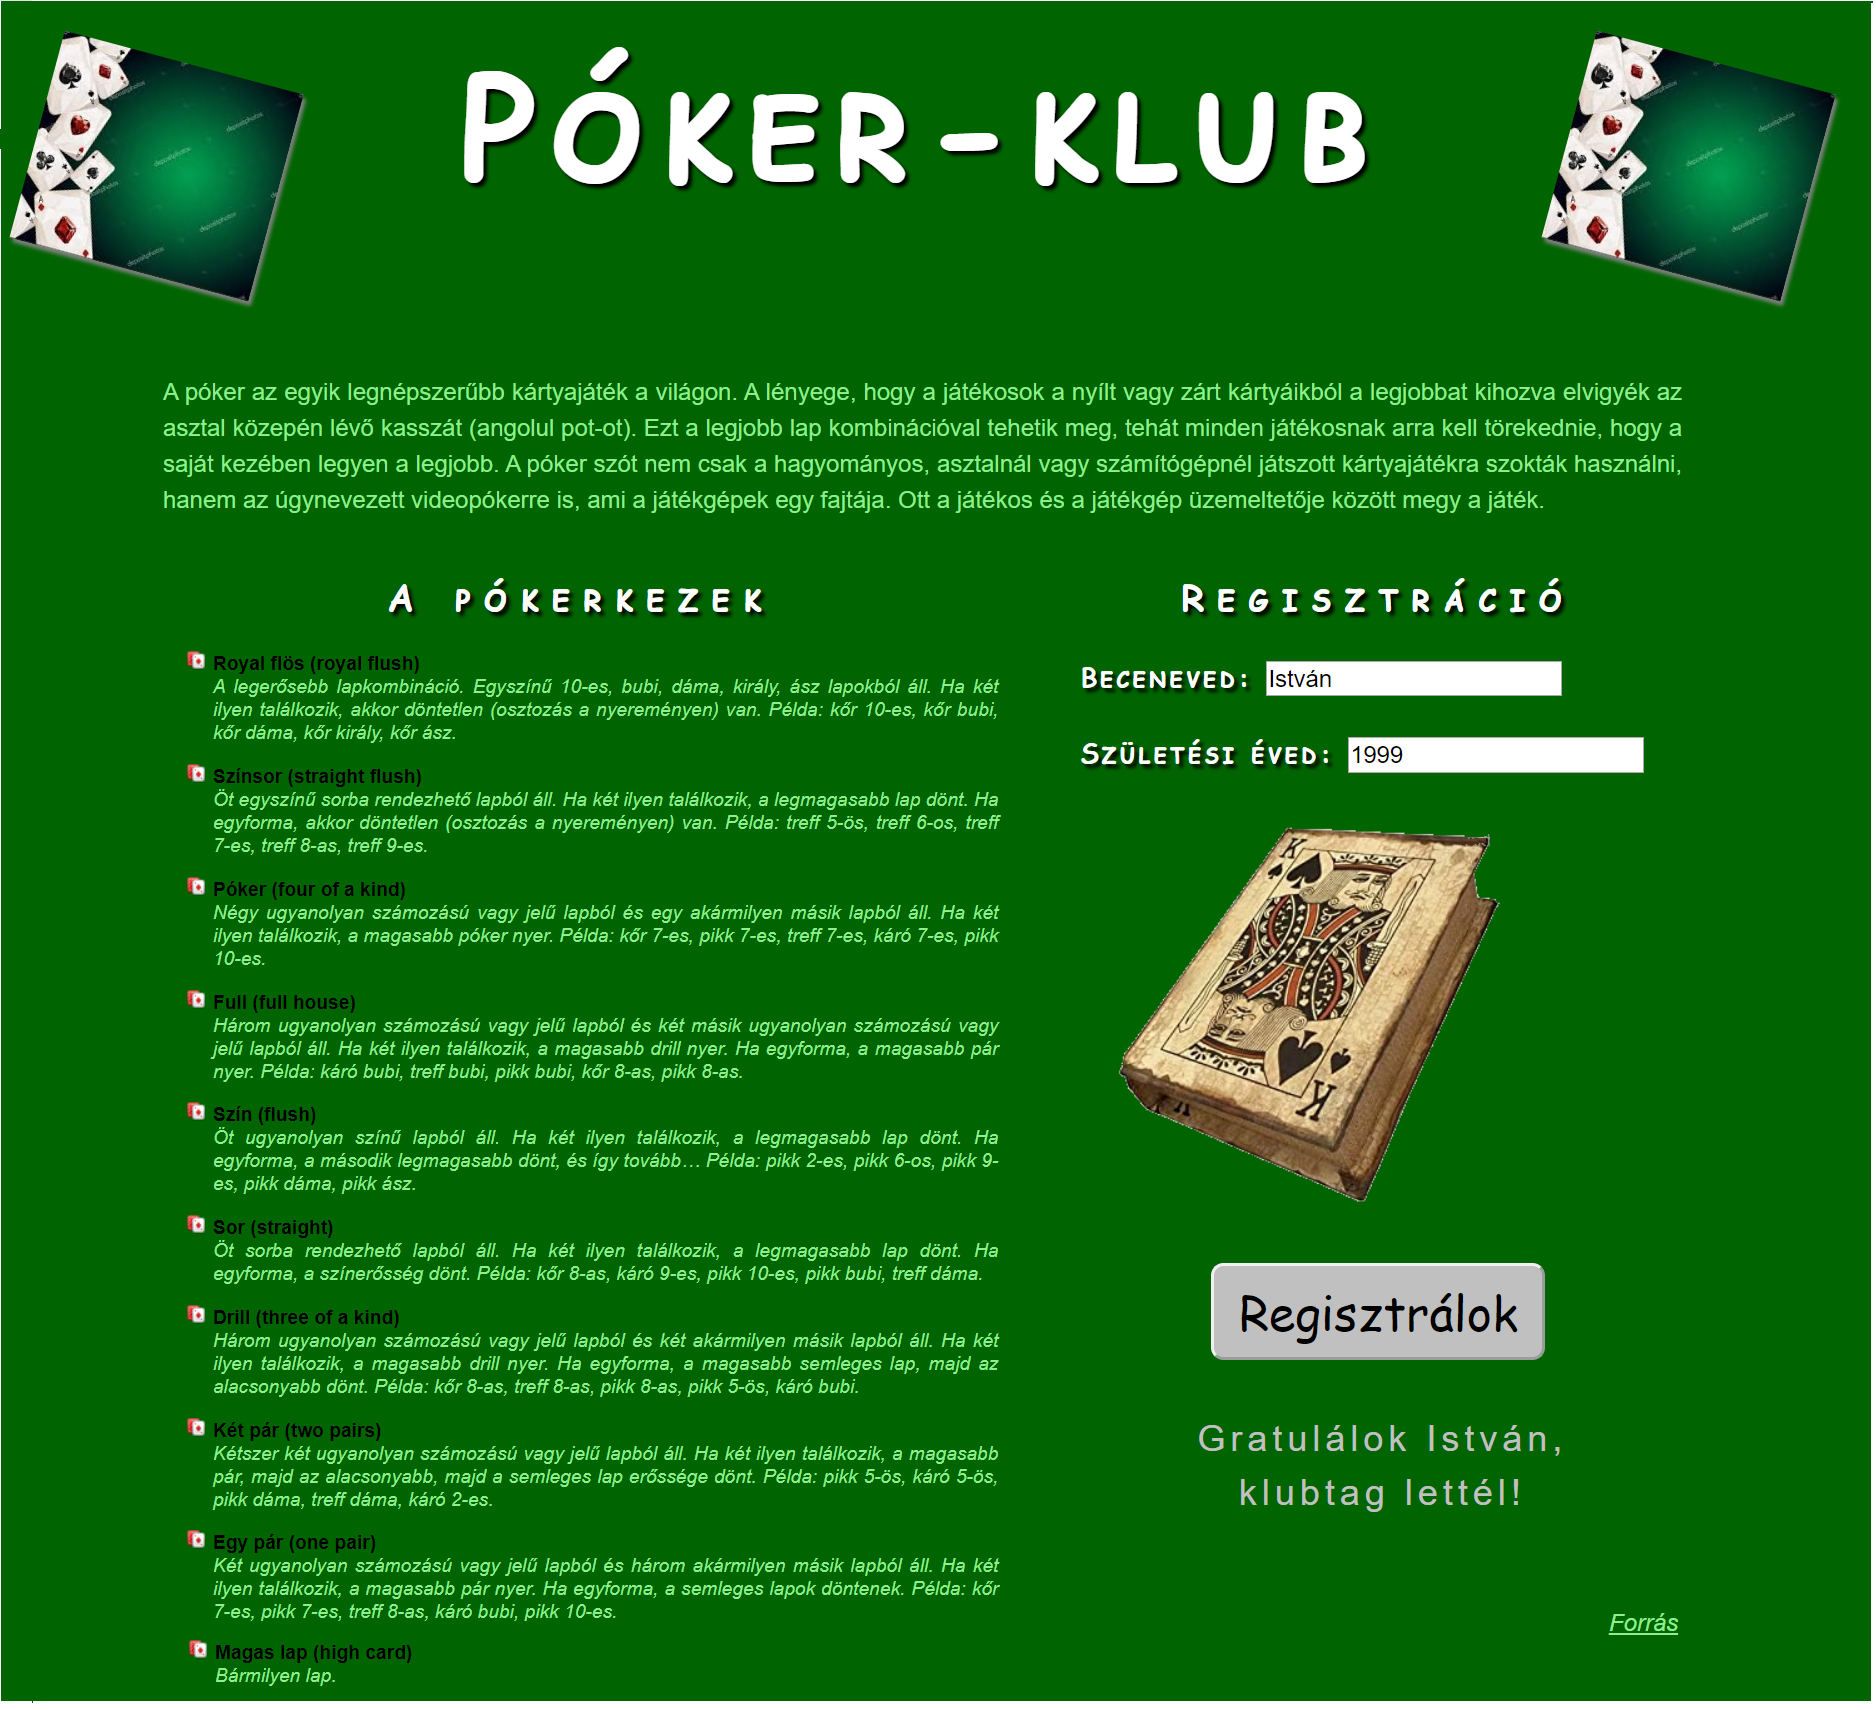 Póker-klub
A póker az egyik legnépszerűbb kártyajáték a világon. A lényege, hogy a játékosok a nyílt vagy zárt kártyáikból a legjobbat kihozva elvigyék az
asztal közepén lévő kasszát (angolul pot-ot). Ezt a legjobb lap kombinációval tehetik meg, tehát minden játékosnak arra kell törekednie, hogy a
saját kezében legyen a legjobb. A póker szót nem csak a hagyományos, asztalnál vagy számítógépnél játszott kártyajátékra szokták használni,
hanem az úgynevezett videopókerre is, ami a játékgépek egy fajtája. Ott a játékos és a játékgép üzemeltetője között megy a játék.
A pókerkezek
Royal flös (royal flush)
A legerősebb lapkombináció. Egyszínű 10-es, bubi, dáma, király, ász lapokból áll. Ha két
ilyen találkozik, akkor döntetlen (osztozás a nyereményen) van. Példa: kőr 10-es, kőr bubi,
kőr dáma, kőr király, kőr ász.
Színsor (straight flush)
Öt egyszínű sorba rendezhető lapból áll. Ha két ilyen találkozik, a legmagasabb lap dönt. Ha
egyforma, akkor döntetlen (osztozás a nyereményen) van. Példa: treff 5-ös, treff 6-os, treff
7-es, treff 8-as, treff 9-es.
Póker (four of a kind)
Négy ugyanolyan számozású vagy jelű lapból és egy akármilyen másik lapból áll. Ha két
ilyen találkozik, a magasabb póker nyer. Példa: kőr 7-es, pikk 7-es, treff 7-es, káró 7-es, pikk
10-es.
Full (full house)
Három ugyanolyan számozású vagy jelű lapból és két másik ugyanolyan számozású vagy
jelű lapból áll. Ha két ilyen találkozik, a magasabb drill nyer. Ha egyforma, a magasabb pár
nyer. Példa: káró bubi, treff bubi, pikk bubi, kőr 8-as, pikk 8-as.
Szín (flush)
Öt ugyanolyan színű lapból áll. Ha két ilyen találkozik, a legmagasabb lap dönt. Ha
egyforma, a második legmagasabb dönt, és így tovább… Példa: pikk 2-es, pikk 6-os, pikk 9-
es, pikk dáma, pikk ász.
Sor (straight)
Öt sorba rendezhető lapból áll. Ha két ilyen találkozik, a legmagasabb lap dönt. Ha
egyforma, a színerősség dönt. Példa: kőr 8-as, káró 9-es, pikk 10-es, pikk bubi, treff dáma.
Drill (three of a kind)
Három ugyanolyan számozású vagy jelű lapból és két akármilyen másik lapból áll. Ha két
ilyen találkozik, a magasabb drill nyer. Ha egyforma, a magasabb semleges lap, majd az
alacsonyabb dönt. Példa: kőr 8-as, treff 8-as, pikk 8-as, pikk 5-ös, káró bubi.
Két pár (two pairs)
Kétszer két ugyanolyan számozású vagy jelű lapból áll. Ha két ilyen találkozik, a magasabb
pár, majd az alacsonyabb, majd a semleges lap erőssége dönt. Példa: pikk 5-ös, káró 5-ös,
pikk dáma, treff dáma, káró 2-es.
Egy pár (one pair)
Két ugyanolyan számozású vagy jelű lapból és három akármilyen másik lapból áll. Ha két
ilyen találkozik, a magasabb pár nyer. Ha egyforma, a semleges lapok döntenek. Példa: kőr
7-es, pikk 7-es, treff 8-as, káró bubi, pikk 10-es.
Magas lap (high card)
Bármilyen lap.
Regisztráció
Beceneved: István
Születési éved: 1999
K
K
Regisztrálok
Gratulálok István,
klubtag lettél!
Forrás